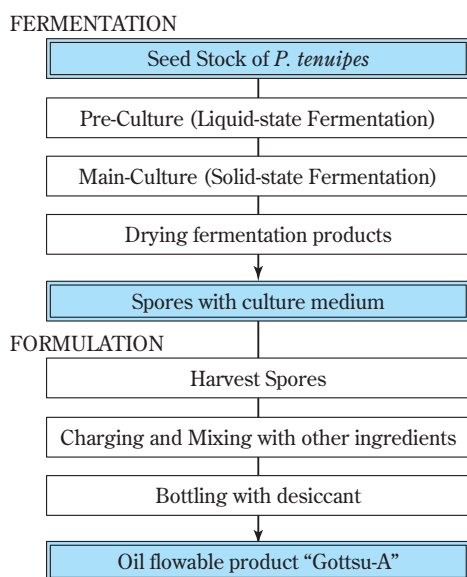 FERMENTATION
Seed Stock of P. tenuipes
Pre-Culture (Liquid-state Fermentation)
Main-Culture (Solid-state Fermentation)
Drying fermentation products
Spores with culture medium
FORMULATION
Harvest Spores
Charging and Mixing with other ingredients
Bottling with desiccant
Oil flowable product “Gottsu-A”